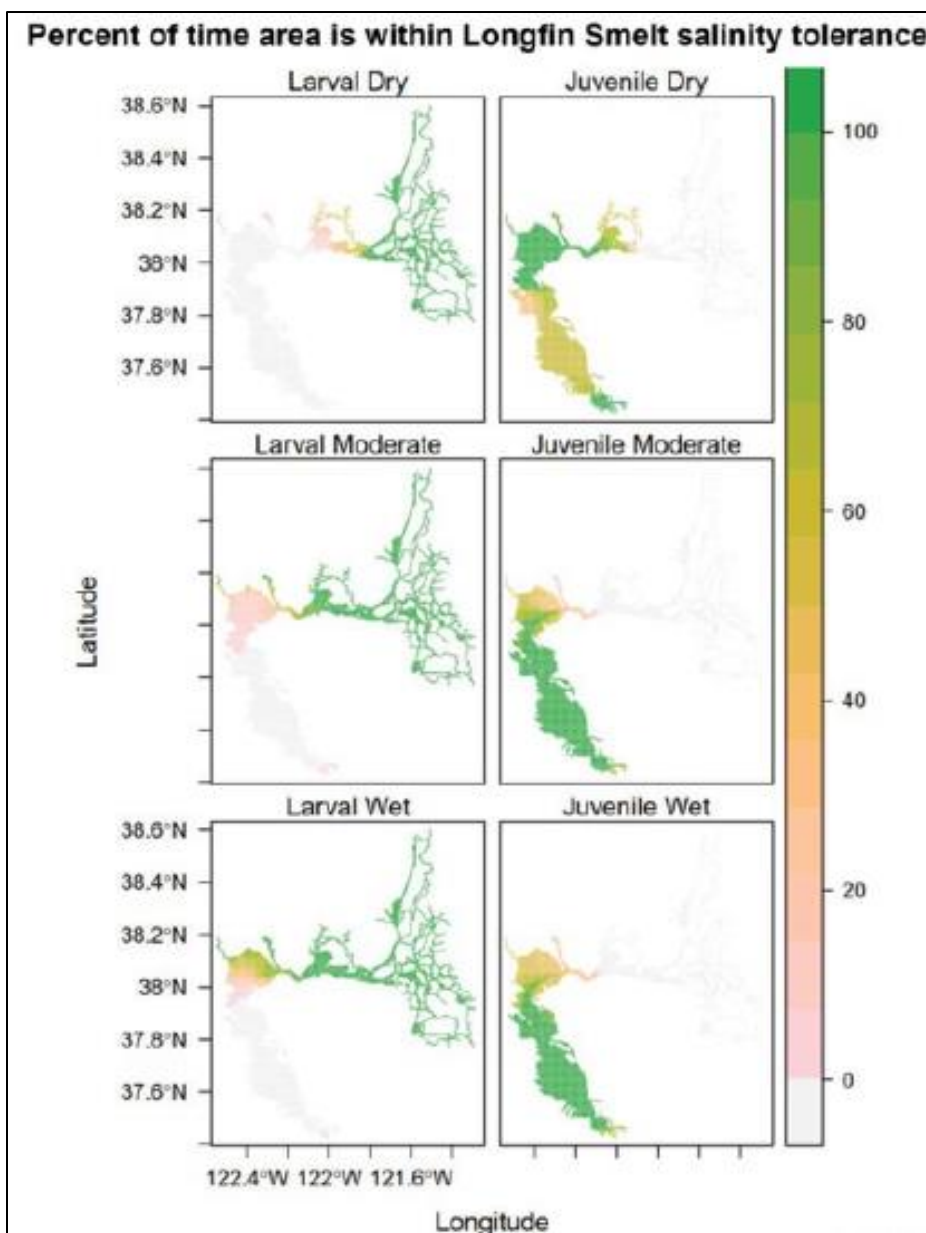 Percent of time area is within Longfin Smelt salinity tolerance
Larval Dry
Juvenile Dry
38.6°N
38.4°N
38.2°N
38°N
37.8°N
37.6°N
Larval Moderate
Juvenile Moderate
Larval Wet
Juvenile Wet
38.6°N
38.4°N
38.2°N
38°N
37.8°N
37.6°N
122.4°W 122°W 121.6°W
Latitude
Longitude
100
80
60
40
20
0